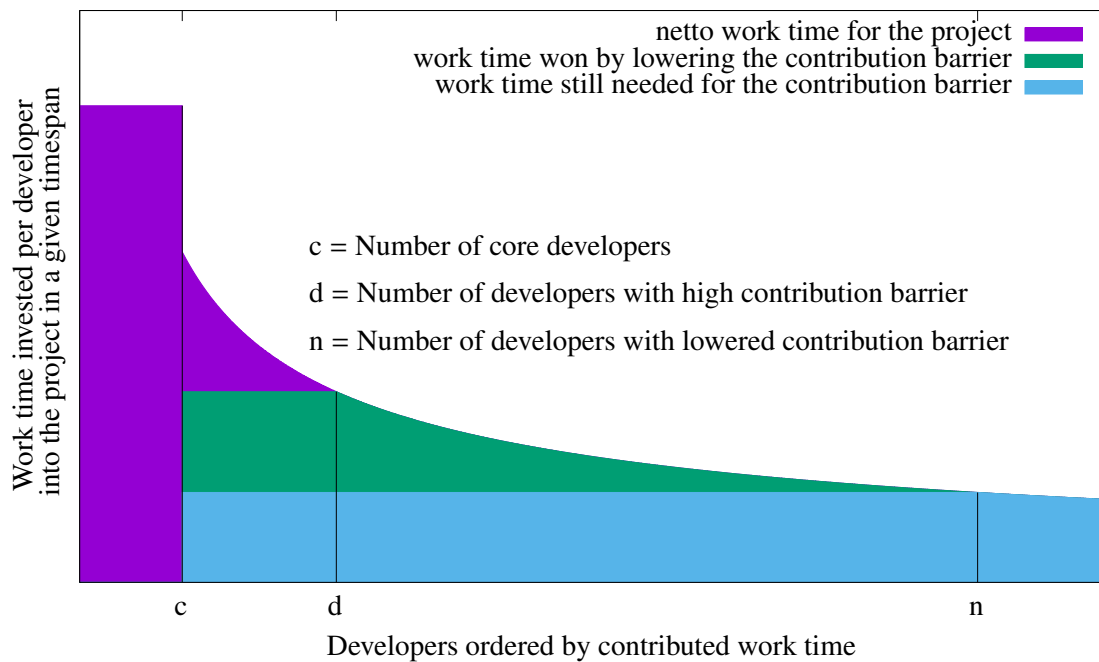 netto work time for the project
work time won by lowering the contribution barrier
work time still needed for the contribution barrier
Work time invested per developer
into the project in a given timespan
c = Number of core developers
d = Number of developers with high contribution barrier
n = Number of developers with lowered contribution barrier
c d n
Developers ordered by contributed work time